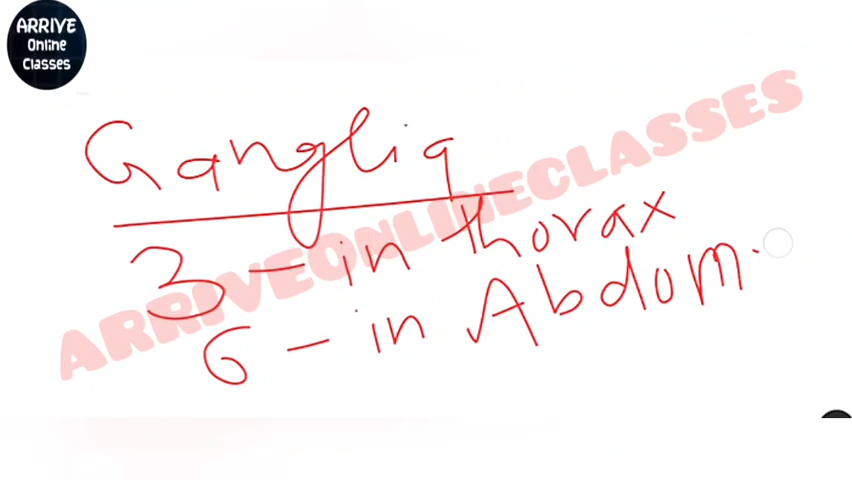 ARRIVE
Online
Classes
Ganglia
3 - in thorax
6 - in Abdom.
ARRIVEONLINECLASSES